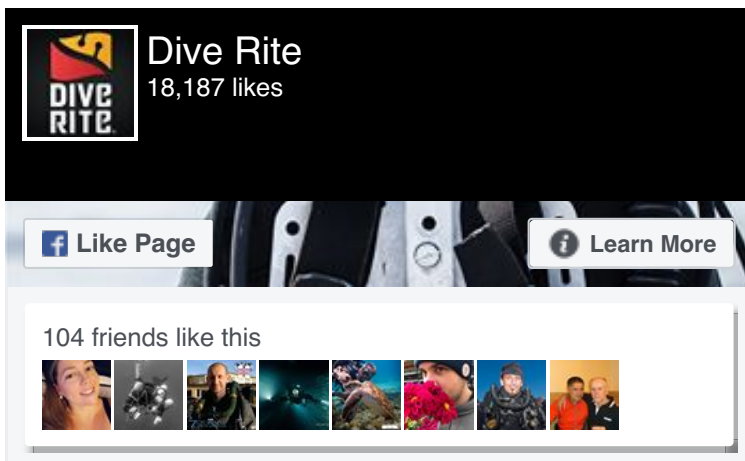 DIVE
RITE
Dive Rite
18,187 likes
Like Page
Learn More
104 friends like this